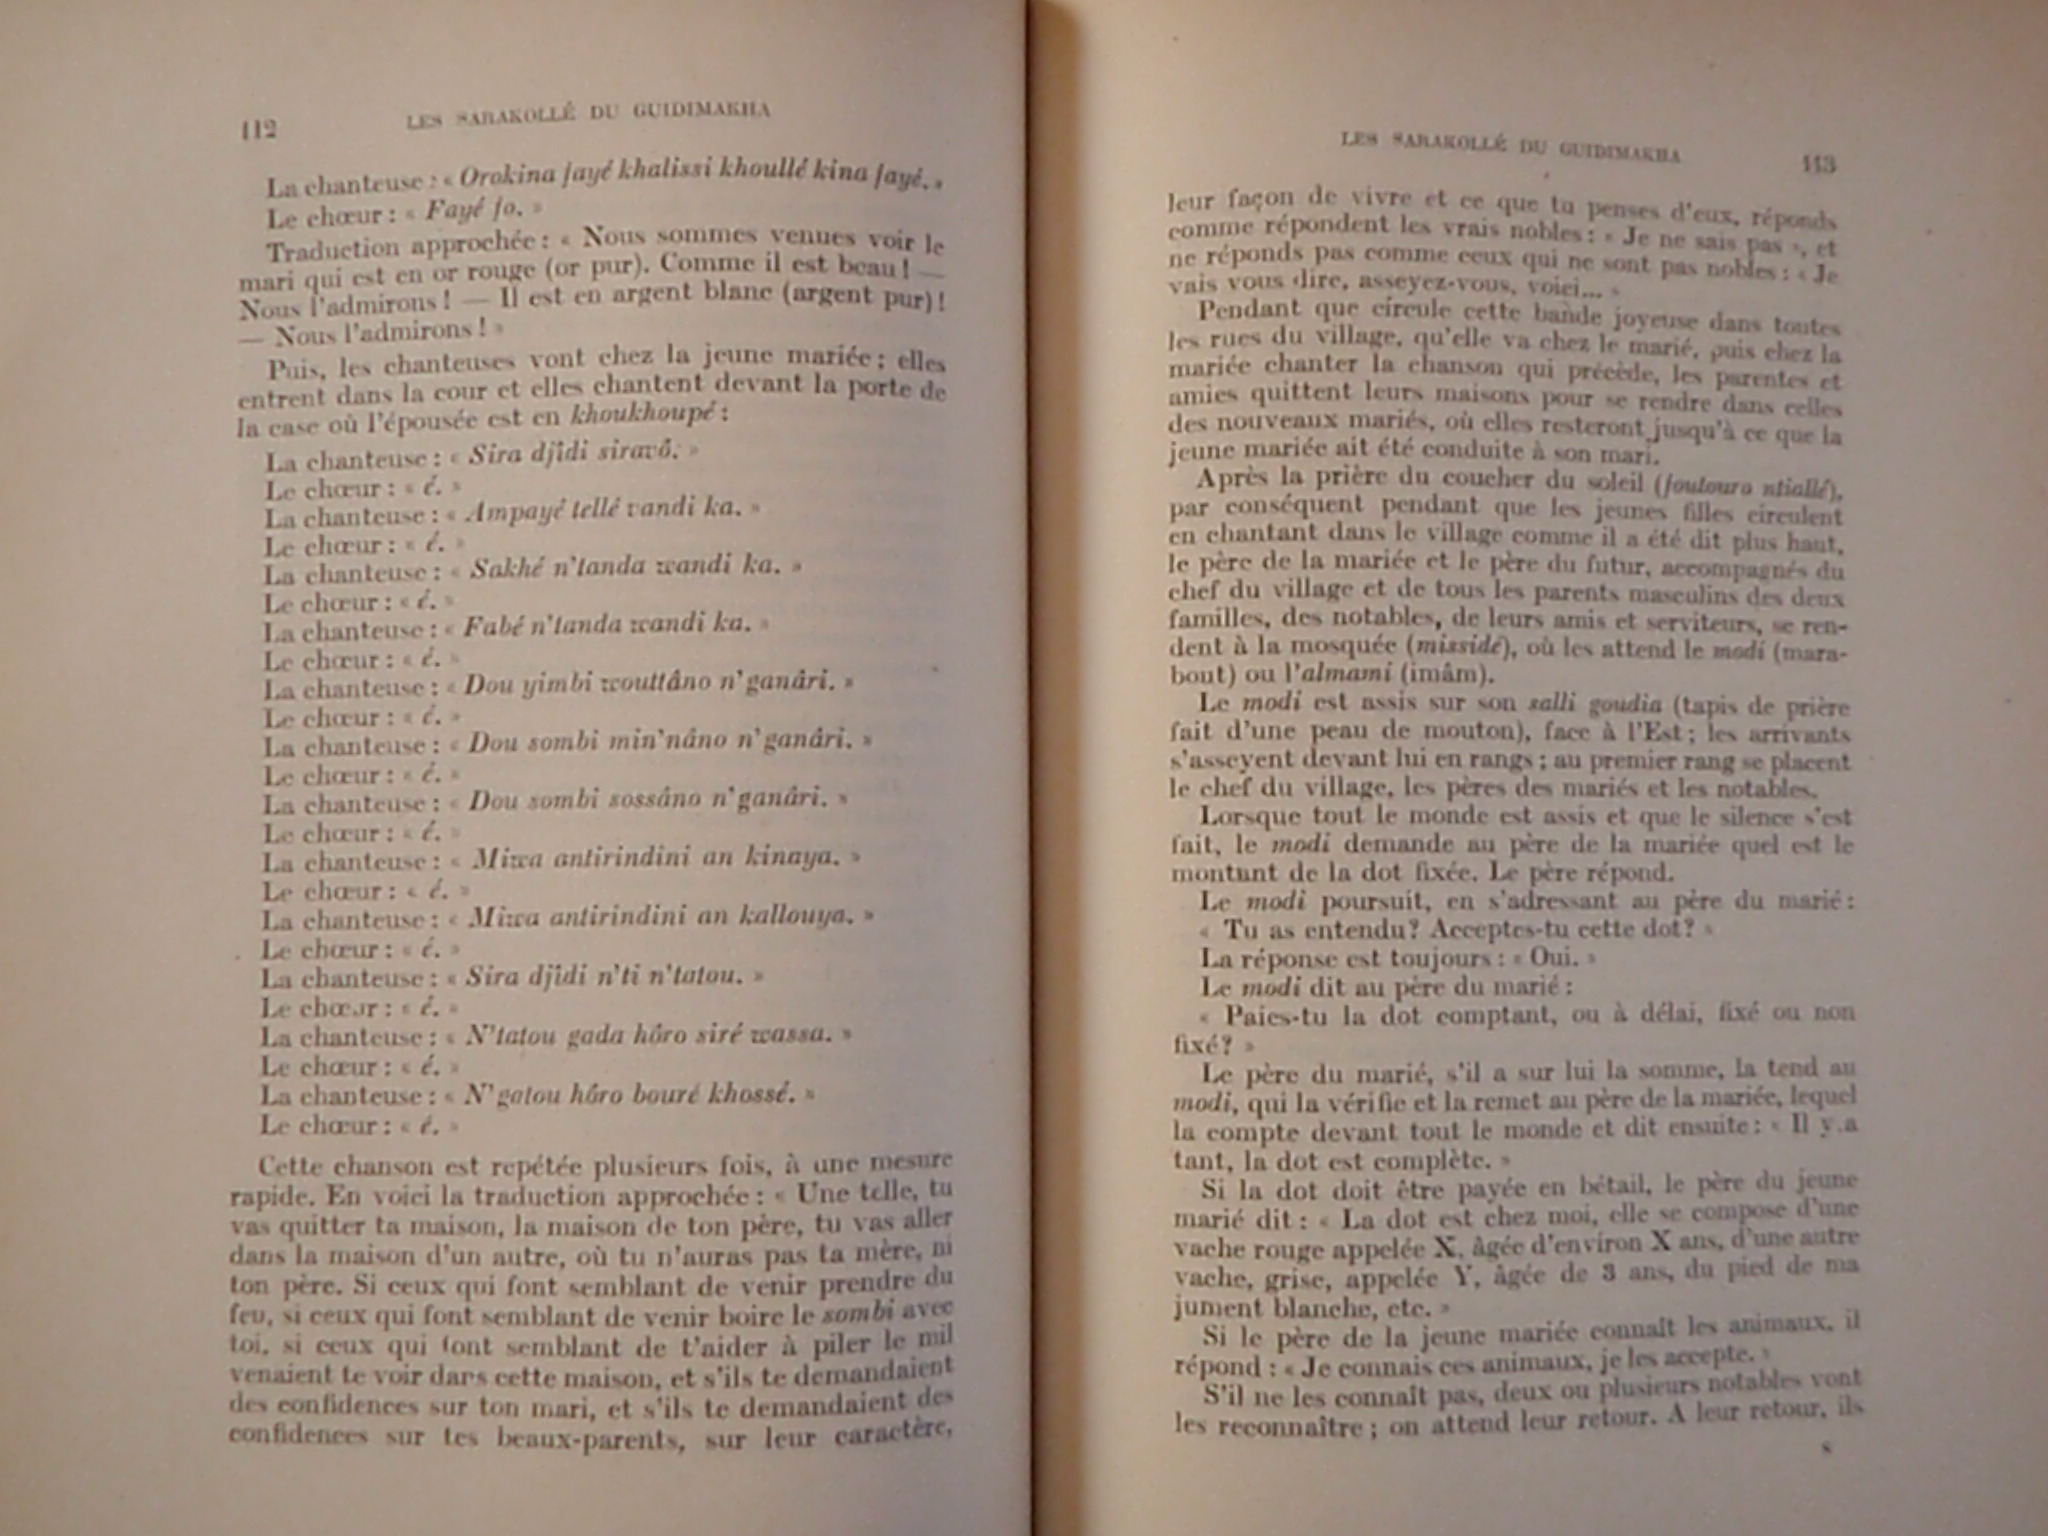 112
LES SARAKOLLÉ DU GUIDIMAKHA
La chanteuse : « Orokina fayé khalissi khoullé kina fayé. »
Le chœur : « Fayé fo. »
Traduction approchée : « Nous sommes venues voir le
mari qui est en or rouge (or pur). Comme il est beau ! —
Nous l'admirons ! — Il est en argent blanc (argent pur) !
— Nous l'admirons ! »
Puis, les chanteuses vont chez la jeune mariée ; elles
entrent dans la cour et elles chantent devant la porte de
la case où l'épousée est en khoukhoupé :
La chanteuse : « Sira djîdi siravô. »
Le chœur : « é. »
La chanteuse : « Ampayé tellé vandi ka. »
Le chœur : « é. »
La chanteuse : « Sakhé n'tanda wandi ka. »
Le chœur : « é. »
La chanteuse : « Fabé n'tanda wandi ka. »
Le chœur : « é. »
La chanteuse : « Dou yimbi wouttâno n'ganâri. »
Le chœur : « é. »
La chanteuse : « Dou sombi min'nâno n'ganâri. »
Le chœur : « é. »
La chanteuse : « Dou sombi sossâno n'ganâri. »
Le chœur : « é. »
La chanteuse : « Miwa antirindini an kinaya. »
Le chœur : « é. »
La chanteuse : « Miwa antirindini an kallouya. »
Le chœur : « é. »
La chanteuse : « Sira djîdi n'ti n'tatou. »
Le chœur : « é. »
La chanteuse : « N'tatou gada hôro siré wassa. »
Le chœur : « é. »
La chanteuse : « N'gatou hôro bouré khossé. »
Le chœur : « é. »
Cette chanson est repétée plusieurs fois, à une mesure
rapide. En voici la traduction approchée : « Une telle, tu
vas quitter ta maison, la maison de ton père, tu vas aller
dans la maison d'un autre, où tu n'auras pas ta mère, ni
ton père. Si ceux qui font semblant de venir prendre du
feu, si ceux qui font semblant de venir boire le sombi avec
toi, si ceux qui font semblant de t'aider à piler le mil
venaient te voir dans cette maison, et s'ils te demandaient
des confidences sur ton mari, et s'ils te demandaient des
confidences sur tes beaux-parents, sur leur caractère,
LES SARAKOLLÉ DU GUIDIMAKHA
113
leur façon de vivre et ce que tu penses d'eux, réponds
comme répondent les vrais nobles : « Je ne sais pas », et
ne réponds pas comme ceux qui ne sont pas nobles : « Je
vais vous dire, asseyez-vous, voici... »
Pendant que circule cette bande joyeuse dans toutes
les rues du village, qu'elle va chez le marié, puis chez la
mariée chanter la chanson qui précède, les parentes et
amies quittent leurs maisons pour se rendre dans celles
des nouveaux mariés, où elles resteront jusqu'à ce que la
jeune mariée ait été conduite à son mari.
Après la prière du coucher du soleil (foutouro ntiallé),
par conséquent pendant que les jeunes filles circulent
en chantant dans le village comme il a été dit plus haut,
le père de la mariée et le père du futur, accompagnés du
chef du village et de tous les parents masculins des deux
familles, des notables, de leurs amis et serviteurs, se ren-
dent à la mosquée (missidé), où les attend le modi (mara-
bout) ou l'almami (imâm).
Le modi est assis sur son salli goudia (tapis de prière
fait d'une peau de mouton), face à l'Est ; les arrivants
s'asseyent devant lui en rangs ; au premier rang se placent
le chef du village, les pères des mariés et les notables.
Lorsque tout le monde est assis et que le silence s'est
fait, le modi demande au père de la mariée quel est le
montant de la dot fixée. Le père répond.
Le modi poursuit, en s'adressant au père du marié :
« Tu as entendu? Acceptes-tu cette dot? »
La réponse est toujours : « Oui. »
Le modi dit au père du marié :
« Paies-tu la dot comptant, ou à délai, fixé ou non
fixé? »
Le père du marié, s'il a sur lui la somme, la tend au
modi, qui la vérifie et la remet au père de la mariée, lequel
la compte devant tout le monde et dit ensuite : « Il y a
tant, la dot est complète. »
Si la dot doit être payée en bétail, le père du jeune
marié dit : « La dot est chez moi, elle se compose d'une
vache rouge appelée X, âgée d'environ X ans, d'une autre
vache, grise, appelée Y, âgée de 3 ans, du pied de ma
jument blanche, etc. »
Si le père de la jeune mariée connaît les animaux, il
répond : « Je connais ces animaux, je les accepte. »
S'il ne les connaît pas, deux ou plusieurs notables vont
les reconnaître ; on attend leur retour. A leur retour, ils
8